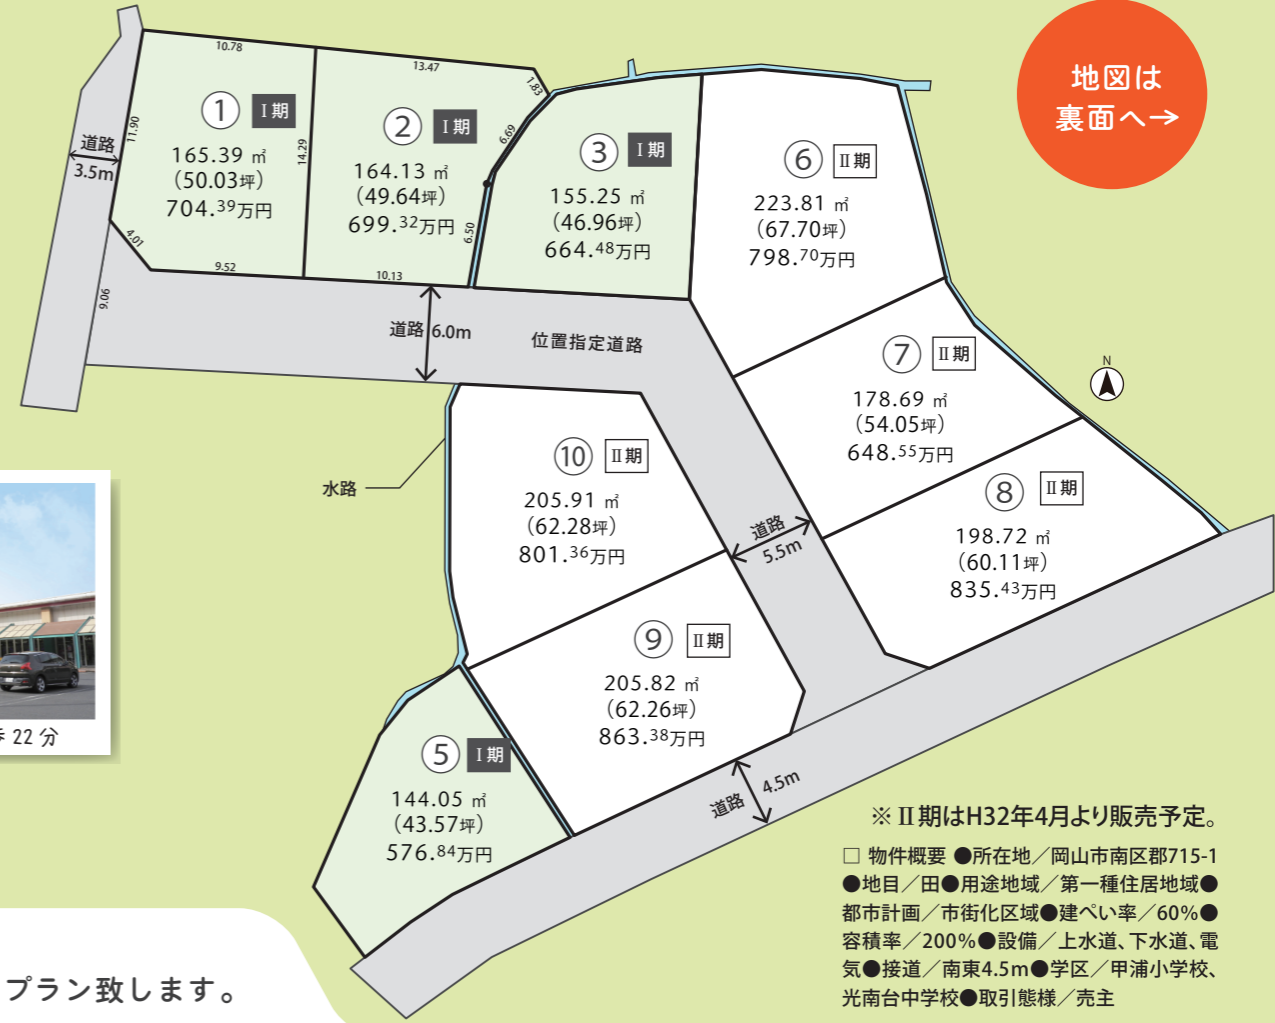 地図は
裏面へ→
10.78
13.47
1.83
11.90
14.29
6.69
6.50
4.01
9.52
10.13
9.06
① Ⅰ期
165.39 ㎡
(50.03坪)
704.39万円
② Ⅰ期
164.13 ㎡
(49.64坪)
699.32万円
③ Ⅰ期
155.25 ㎡
(46.96坪)
664.48万円
⑥ Ⅱ期
223.81 ㎡
(67.70坪)
798.70万円
道路
3.5m
道路 6.0m
位置指定道路
⑦ Ⅱ期
178.69 ㎡
(54.05坪)
648.55万円
N
⑧ Ⅱ期
198.72 ㎡
(60.11坪)
835.43万円
⑩ Ⅱ期
205.91 ㎡
(62.28坪)
801.36万円
水路
道路
5.5m
⑨ Ⅱ期
205.82 ㎡
(62.26坪)
863.38万円
⑤ Ⅰ期
144.05 ㎡
(43.57坪)
576.84万円
道路 4.5m
歩 22 分
※Ⅱ期はH32年4月より販売予定。
□ 物件概要 ●所在地／岡山市南区郡715-1
●地目／田●用途地域／第一種住居地域●
都市計画／市街化区域●建ぺい率／60%●
容積率／200%●設備／上水道、下水道、電
気●接道／南東4.5m●学区／甲浦小学校、
光南台中学校●取引態様／売主
プラン致します。